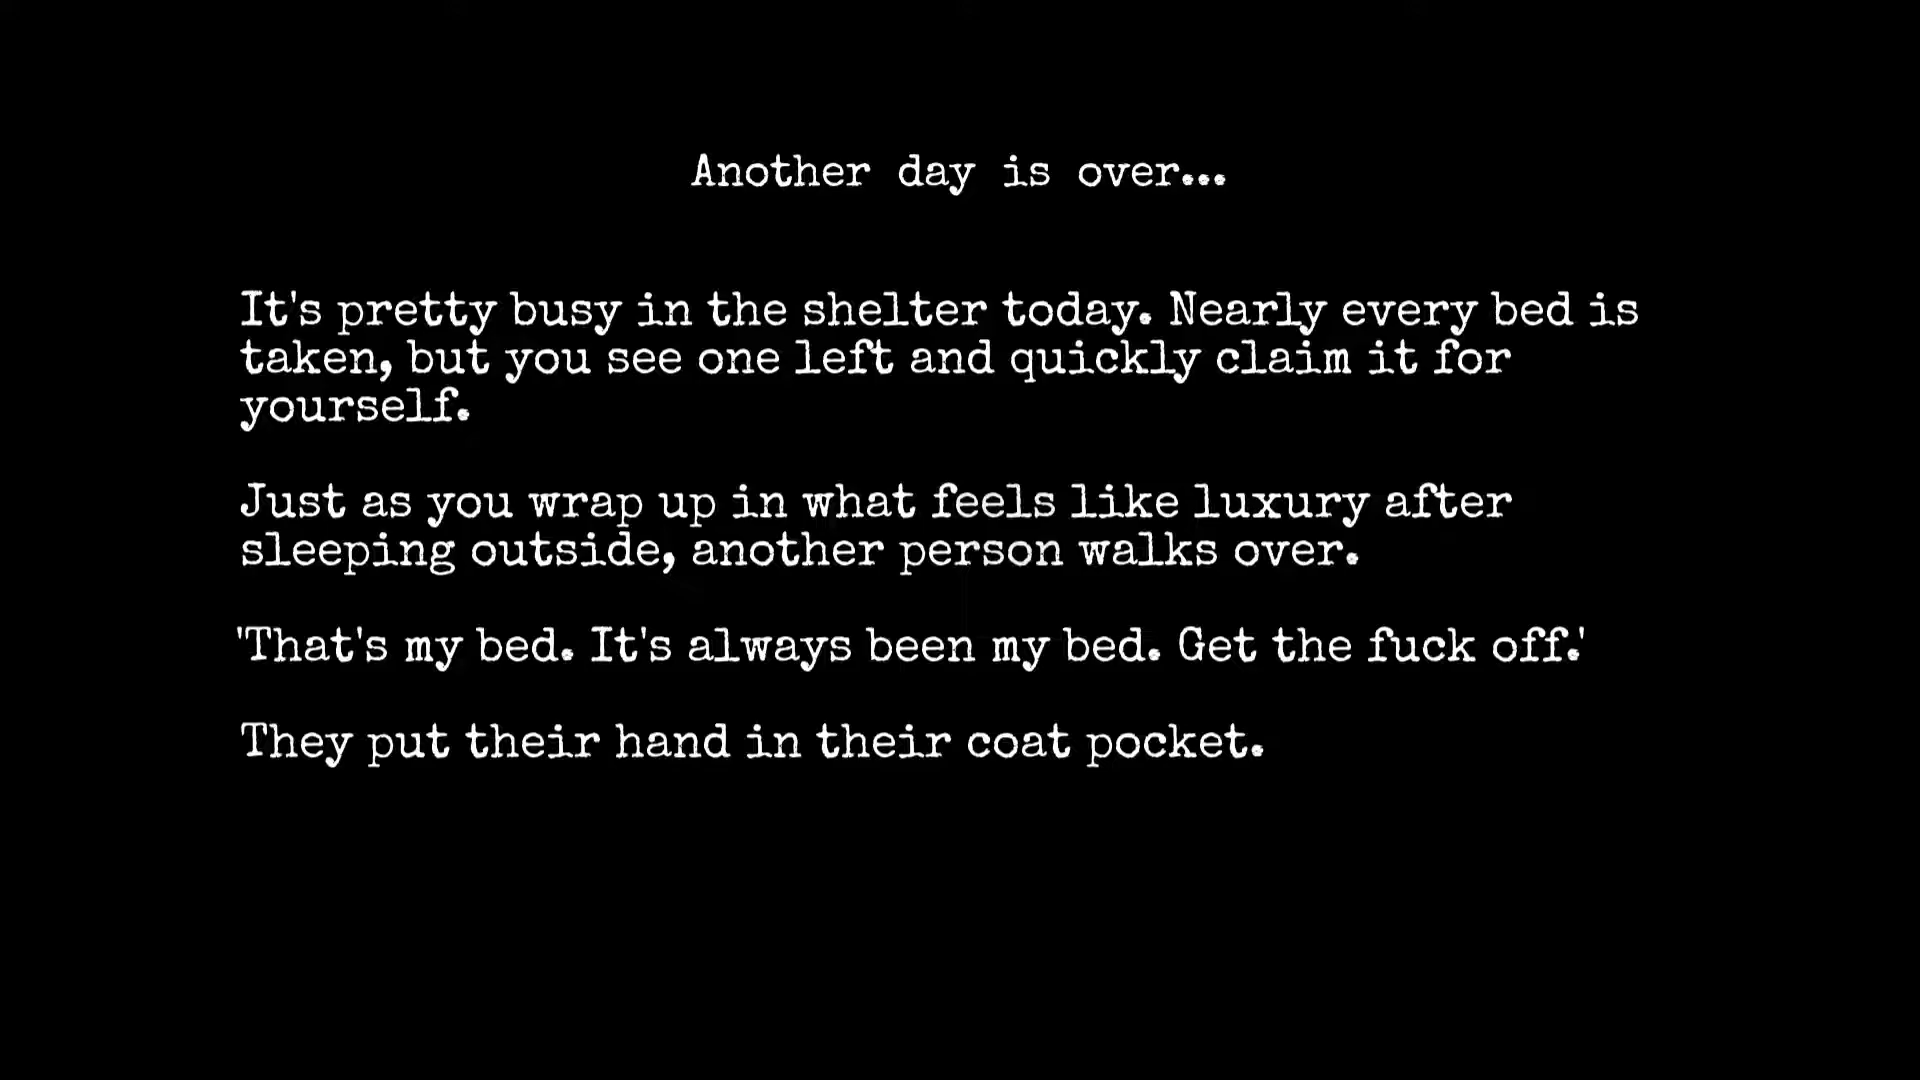 Another day is over...
It's pretty busy in the shelter today. Nearly every bed is
taken, but you see one left and quickly claim it for
yourself.
Just as you wrap up in what feels like luxury after
sleeping outside, another person walks over.
'That's my bed. It's always been my bed. Get the fuck off.'
They put their hand in their coat pocket.